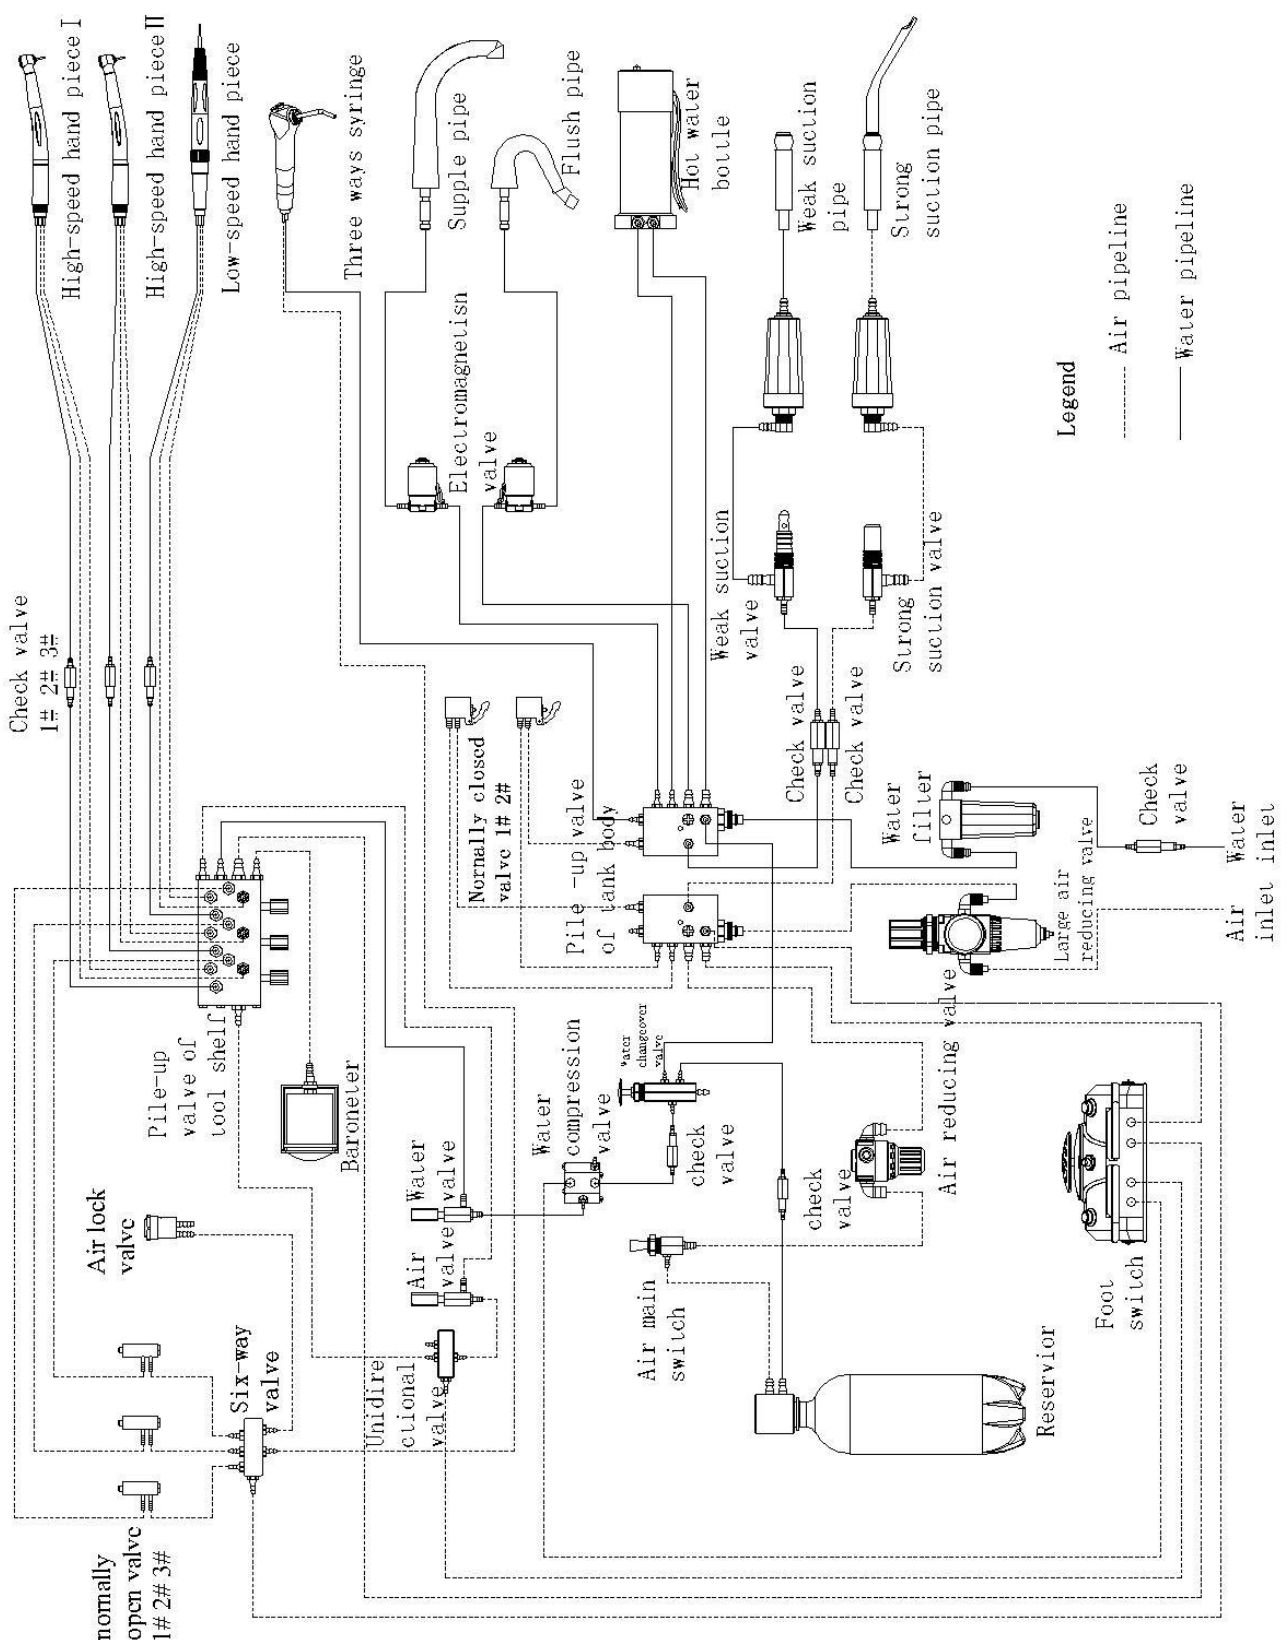 High-speed hand piece I
High-speed hand piece II
Low-speed hand piece
Three ways syringe
Supple pipe
Flush pipe
Hot water
bottle
Weak suction
pipe
Strong
suction pipe
Legend
Air pipeline
Water pipeline
Check valve
1# 2# 3#
Electromagnetisn
valve
Weak suction
valve
Strong
suction valve
Normally closed
valve 1# 2#
Pile -up valve
of tank body
Check valve
Check valve
Water
filter
Check
valve
Large air
reducing valve
Water
inlet
Air
inlet
Pile-up
valve of
tool shelf
Baroneter
Water
compression
valve
Water
changeover
valve
check
valve
check
valve
Air reducing valve
Air lock
valve
Water
valve
Air
valve
Air main
switch
Foot
switch
Six-way
valve
Unidire
ctional
valve
Reservior
normally
open valve
1# 2# 3#